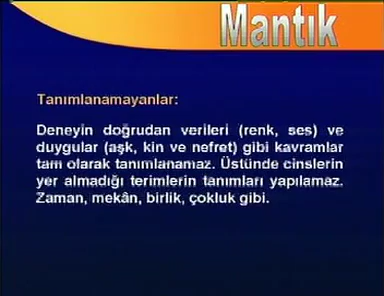 Mantık
Tanımlanamayanlar:
Deneyin doğrudan verileri (renk, ses) ve
duygular (aşk, kin ve nefret) gibi kavramlar
tam olarak tanımlanamaz. Üstünde cinslerin
yer almadığı terimlerin tanımları yapılamaz.
Zaman, mekân, birlik, çokluk gibi.